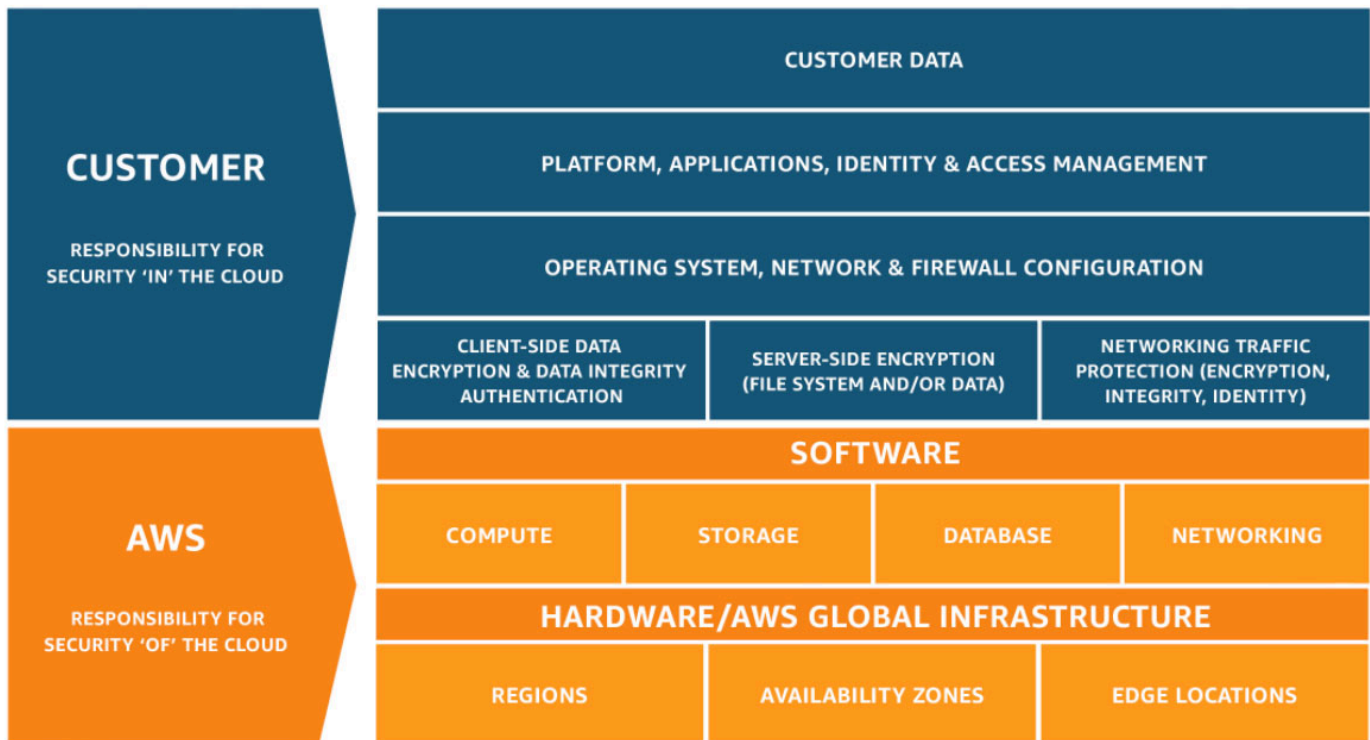 CUSTOMER
RESPONSIBILITY FOR
SECURITY ‘IN’ THE CLOUD
CUSTOMER DATA
PLATFORM, APPLICATIONS, IDENTITY & ACCESS MANAGEMENT
OPERATING SYSTEM, NETWORK & FIREWALL CONFIGURATION
CLIENT-SIDE DATA
ENCRYPTION & DATA INTEGRITY
AUTHENTICATION
SERVER-SIDE ENCRYPTION
(FILE SYSTEM AND/OR DATA)
NETWORKING TRAFFIC
PROTECTION (ENCRYPTION,
INTEGRITY, IDENTITY)
AWS
RESPONSIBILITY FOR
SECURITY ‘OF’ THE CLOUD
SOFTWARE
COMPUTE
STORAGE
DATABASE
NETWORKING
HARDWARE/AWS GLOBAL INFRASTRUCTURE
REGIONS
AVAILABILITY ZONES
EDGE LOCATIONS